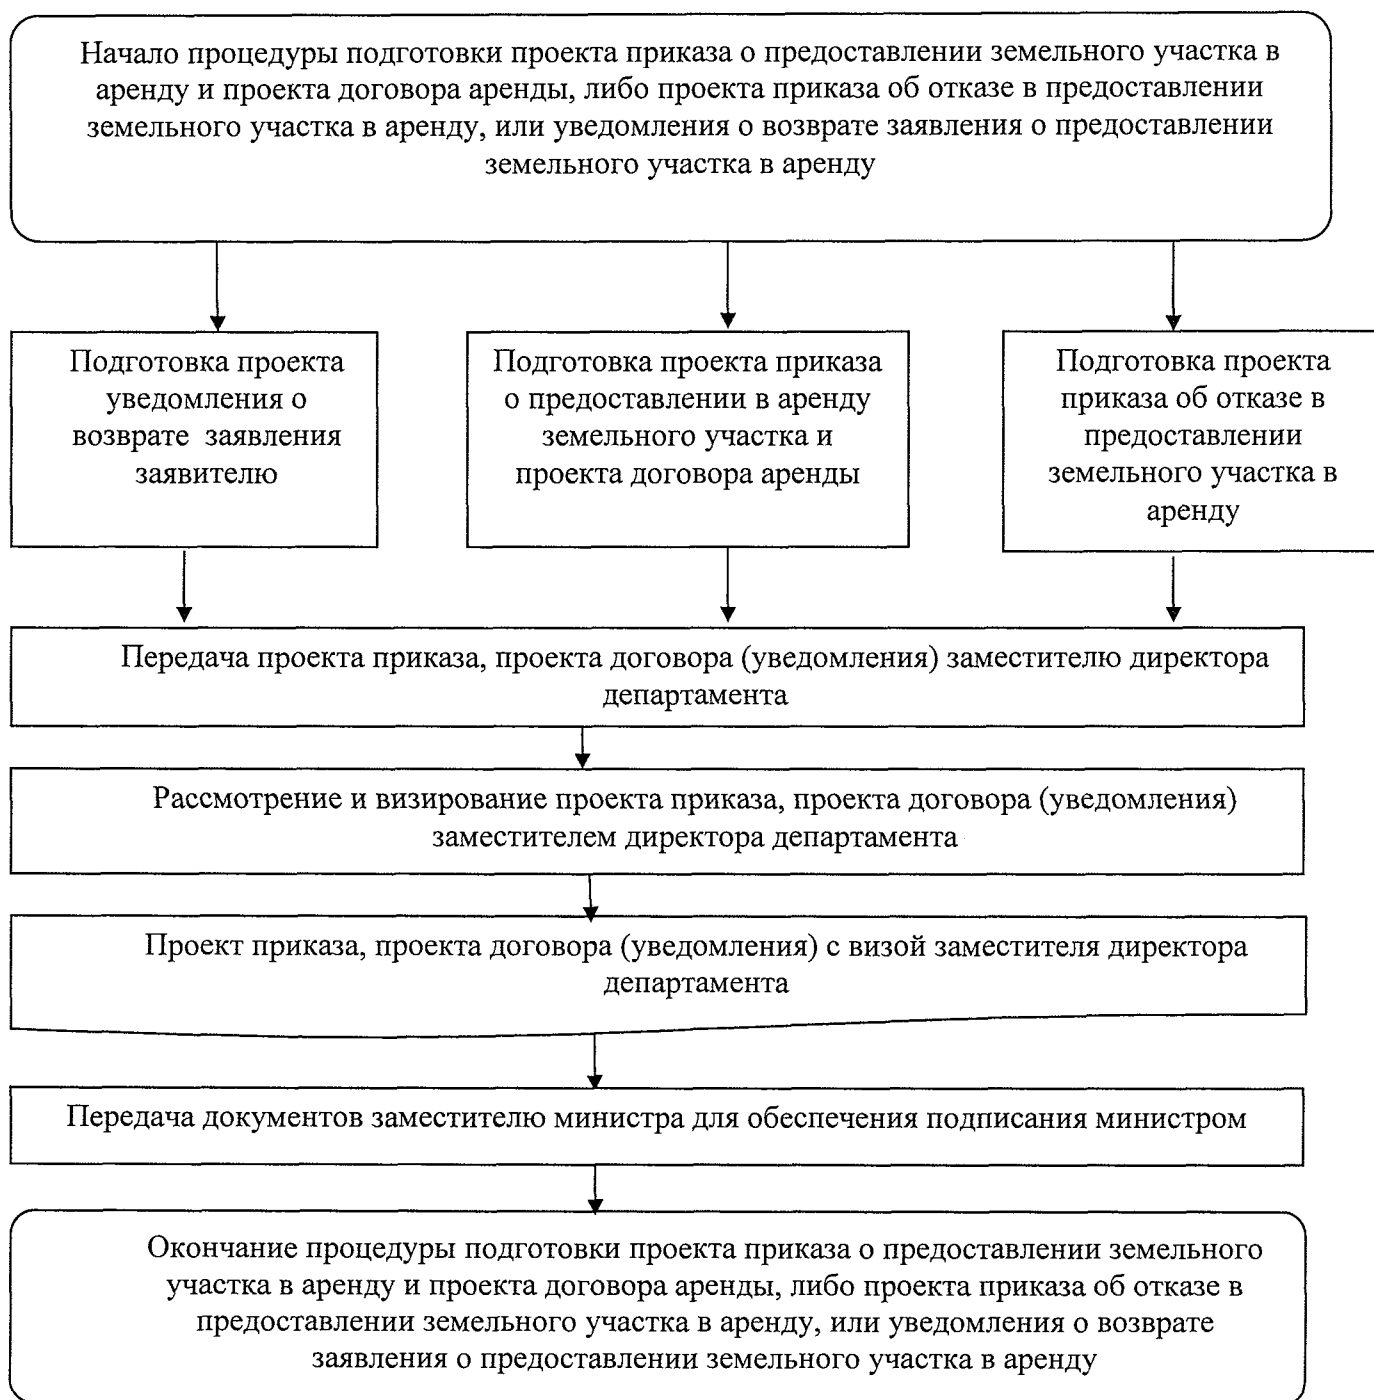 Начало процедуры подготовки проекта приказа о предоставлении земельного участка в
аренду и проекта договора аренды, либо проекта приказа об отказе в предоставлении
земельного участка в аренду, или уведомления о возврате заявления о предоставлении
земельного участка в аренду
Подготовка проекта
уведомления о
возврате заявления
заявителю
Подготовка проекта приказа
о предоставлении в аренду
земельного участка и
проекта договора аренды
Подготовка проекта
приказа об отказе в
предоставлении
земельного участка в
аренду
Передача проекта приказа, проекта договора (уведомления) заместителю директора
департамента
Рассмотрение и визирование проекта приказа, проекта договора (уведомления)
заместителем директора департамента
Проект приказа, проекта договора (уведомления) с визой заместителя директора
департамента
Передача документов заместителю министра для обеспечения подписания министром
Окончание процедуры подготовки проекта приказа о предоставлении земельного
участка в аренду и проекта договора аренды, либо проекта приказа об отказе в
предоставлении земельного участка в аренду, или уведомления о возврате
заявления о предоставлении земельного участка в аренду